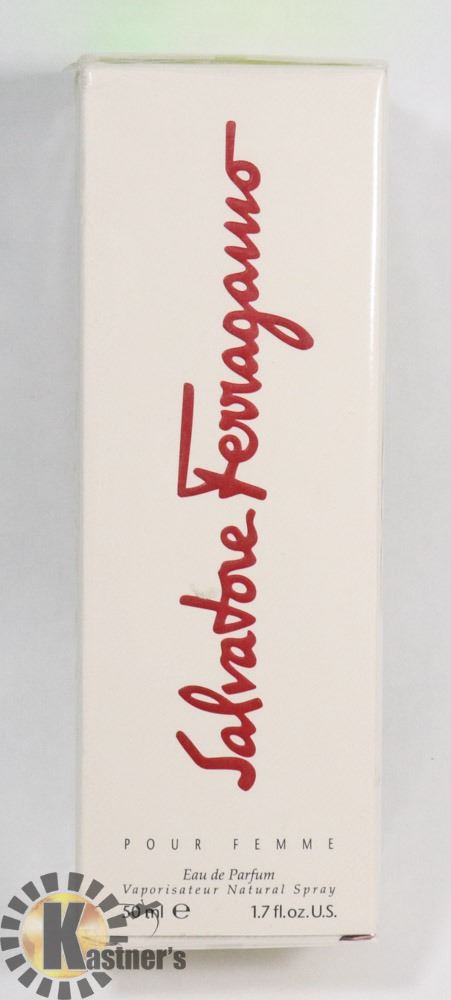 Salvatore Ferragamo
POUR FEMME
Eau de Parfum
Vaporisateur Natural Spray
50 ml ℮ 1.7 fl.oz.U.S.
Kastner's